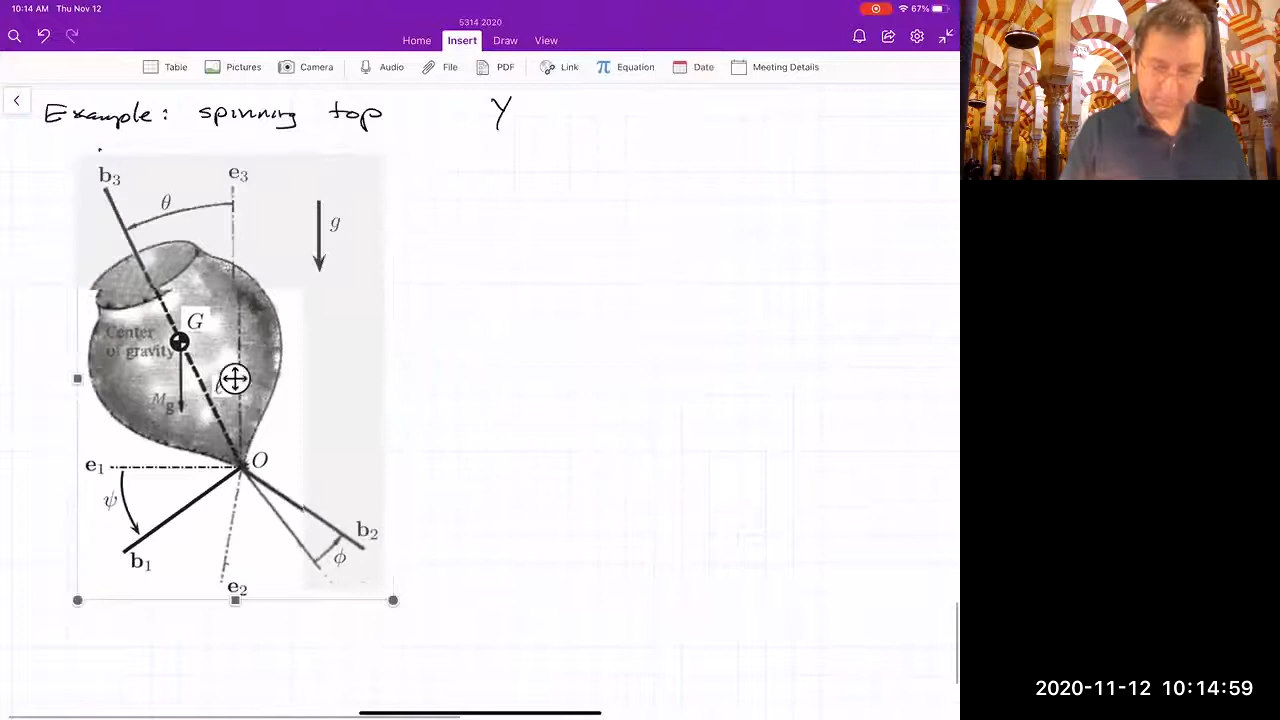 10:14 AM Thu Nov 12
67%
5314 2020
Home Insert Draw View
Table Pictures Camera Audio File PDF Link Equation Date Meeting Details
Example: spinning top Y
b₃ e₃
θ
g
G
Center
of gravity
ℓ
Mg
e₁ O
ψ
b₂
b₁ ϕ
e₂
2020-11-12 10:14:59